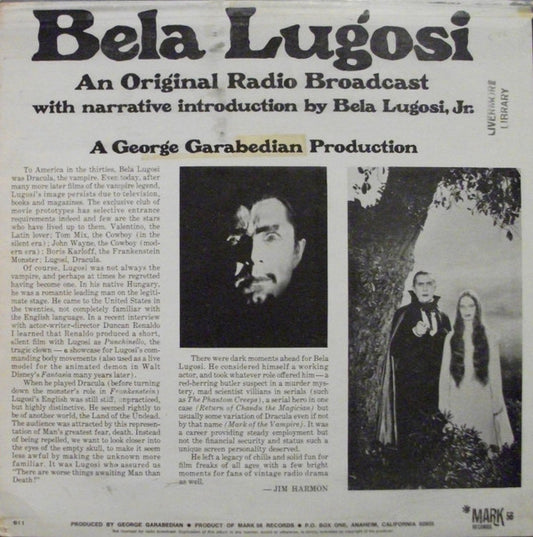 Bela Lugosi
An Original Radio Broadcast
with narrative introduction by Bela Lugosi, Jr.
LIVERMORE
LIBRARY
A George Garabedian Production
To America in the thirties, Bela Lugosi
was Dracula, the vampire. Even today, after
many more later films of the vampire legend,
Lugosi's image persists due to television,
books and magazines. The exclusive club of
movie prototypes has selective entrance
requirements indeed and few are the stars
who have lived up to them. Valentino, the
Latin lover; Tom Mix, the Cowboy (in the
silent era); John Wayne, the Cowboy (mod-
ern era); Boris Karloff, the Frankenstein
Monster; Lugosi, Dracula.
Of course, Lugosi was not always the
vampire, and perhaps at times he regretted
having become one. In his native Hungary,
he was a romantic leading man on the legiti-
mate stage. He came to the United States in
the twenties, not completely familiar with
the English language. In a recent interview
with actor-writer-director Duncan Renaldo
I learned that Renaldo produced a short,
silent film with Lugosi as Punchinello, the
tragic clown — a showcase for Lugosi's com-
manding body movements (also used as a live
model for the animated demon in Walt
Disney's Fantasia many years later).
When he played Dracula (before turning
down the monster's role in Frankenstein)
Lugosi's English was still stiff, unpracticed,
but highly distinctive. He seemed rightly to
be of another world, the Land of the Undead.
The audience was attracted by this represen-
tation of Man's greatest fear, death. Instead
of being repelled, we want to look closer into
the eyes of the empty skull, to make it seem
less awful by making the unknown more
familiar. It was Lugosi who assured us
"There are worse things awaiting Man than
Death!"
There were dark moments ahead for Bela
Lugosi. He considered himself a working
actor, and took whatever role offered him — a
red-herring butler suspect in a murder mys-
tery, mad scientist villians in serials (such
as The Phantom Creeps), a serial hero in one
case (Return of Chandu the Magician) but
usually some variation of Dracula even if not
by that name (Mark of the Vampire). It was
a career providing steady employment but
not the financial security and status such a
unique screen personality deserved.
He left a legacy of chills and solid fun for
film freaks of all ages with a few bright
moments for fans of vintage radio drama
as well.
— JIM HARMON
611
PRODUCED BY GEORGE GARABEDIAN • PRODUCT OF MARK 56 RECORDS • P.O. BOX ONE, ANAHEIM, CALIFORNIA 92805
MARK 56
RECORDS